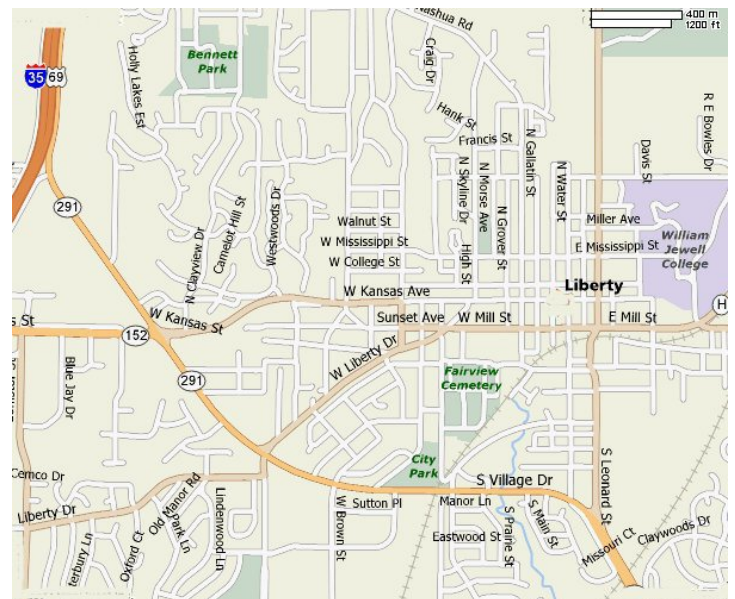 Nashua Rd
400 m
1200 ft
Bennett
Park
Holly Lakes Est
Craig Dr
35
69
Hank St
Francis St
R E Bowles Dr
N Gallatin St
Davis St
N Skyline Dr
N Morse Ave
N Water St
291
N Grover St
Walnut St
Miller Ave
Camelot Hill St
Westwoods Dr
N Clayview Dr
W Mississippi St
E Mississippi St
William
Jewell
College
High St
W College St
Liberty
W Kansas Ave
H
W Kansas St
s St
Sunset Ave
W Mill St
E Mill St
152
W Liberty Dr
Blue Jay Dr
291
Fairview
Cemetery
City
Park
S Leonard St
Cemco Dr
S Village Dr
Old Manor Rd
Liberty Dr
Lindenwood Ln
Park Ln
W Brown St
Sutton Pl
Manor Ln
S Prairie St
S Main St
Oxford Ct
terbury Ln
Eastwood St
Missouri Ct
Claywoods Dr